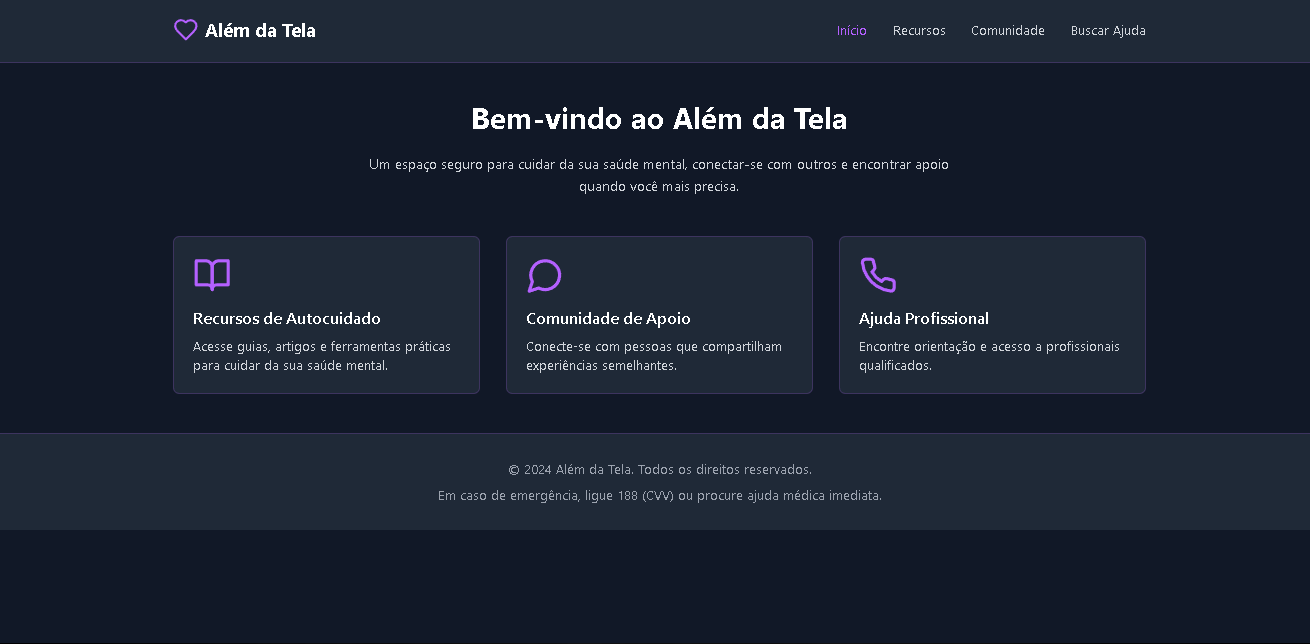 Além da Tela
Início
Recursos
Comunidade
Buscar Ajuda
Bem-vindo ao Além da Tela
Um espaço seguro para cuidar da sua saúde mental, conectar-se com outros e encontrar apoio
quando você mais precisa.
Recursos de Autocuidado
Acesse guias, artigos e ferramentas práticas
para cuidar da sua saúde mental.
Comunidade de Apoio
Conecte-se com pessoas que compartilham
experiências semelhantes.
Ajuda Profissional
Encontre orientação e acesso a profissionais
qualificados.
© 2024 Além da Tela. Todos os direitos reservados.
Em caso de emergência, ligue 188 (CVV) ou procure ajuda médica imediata.